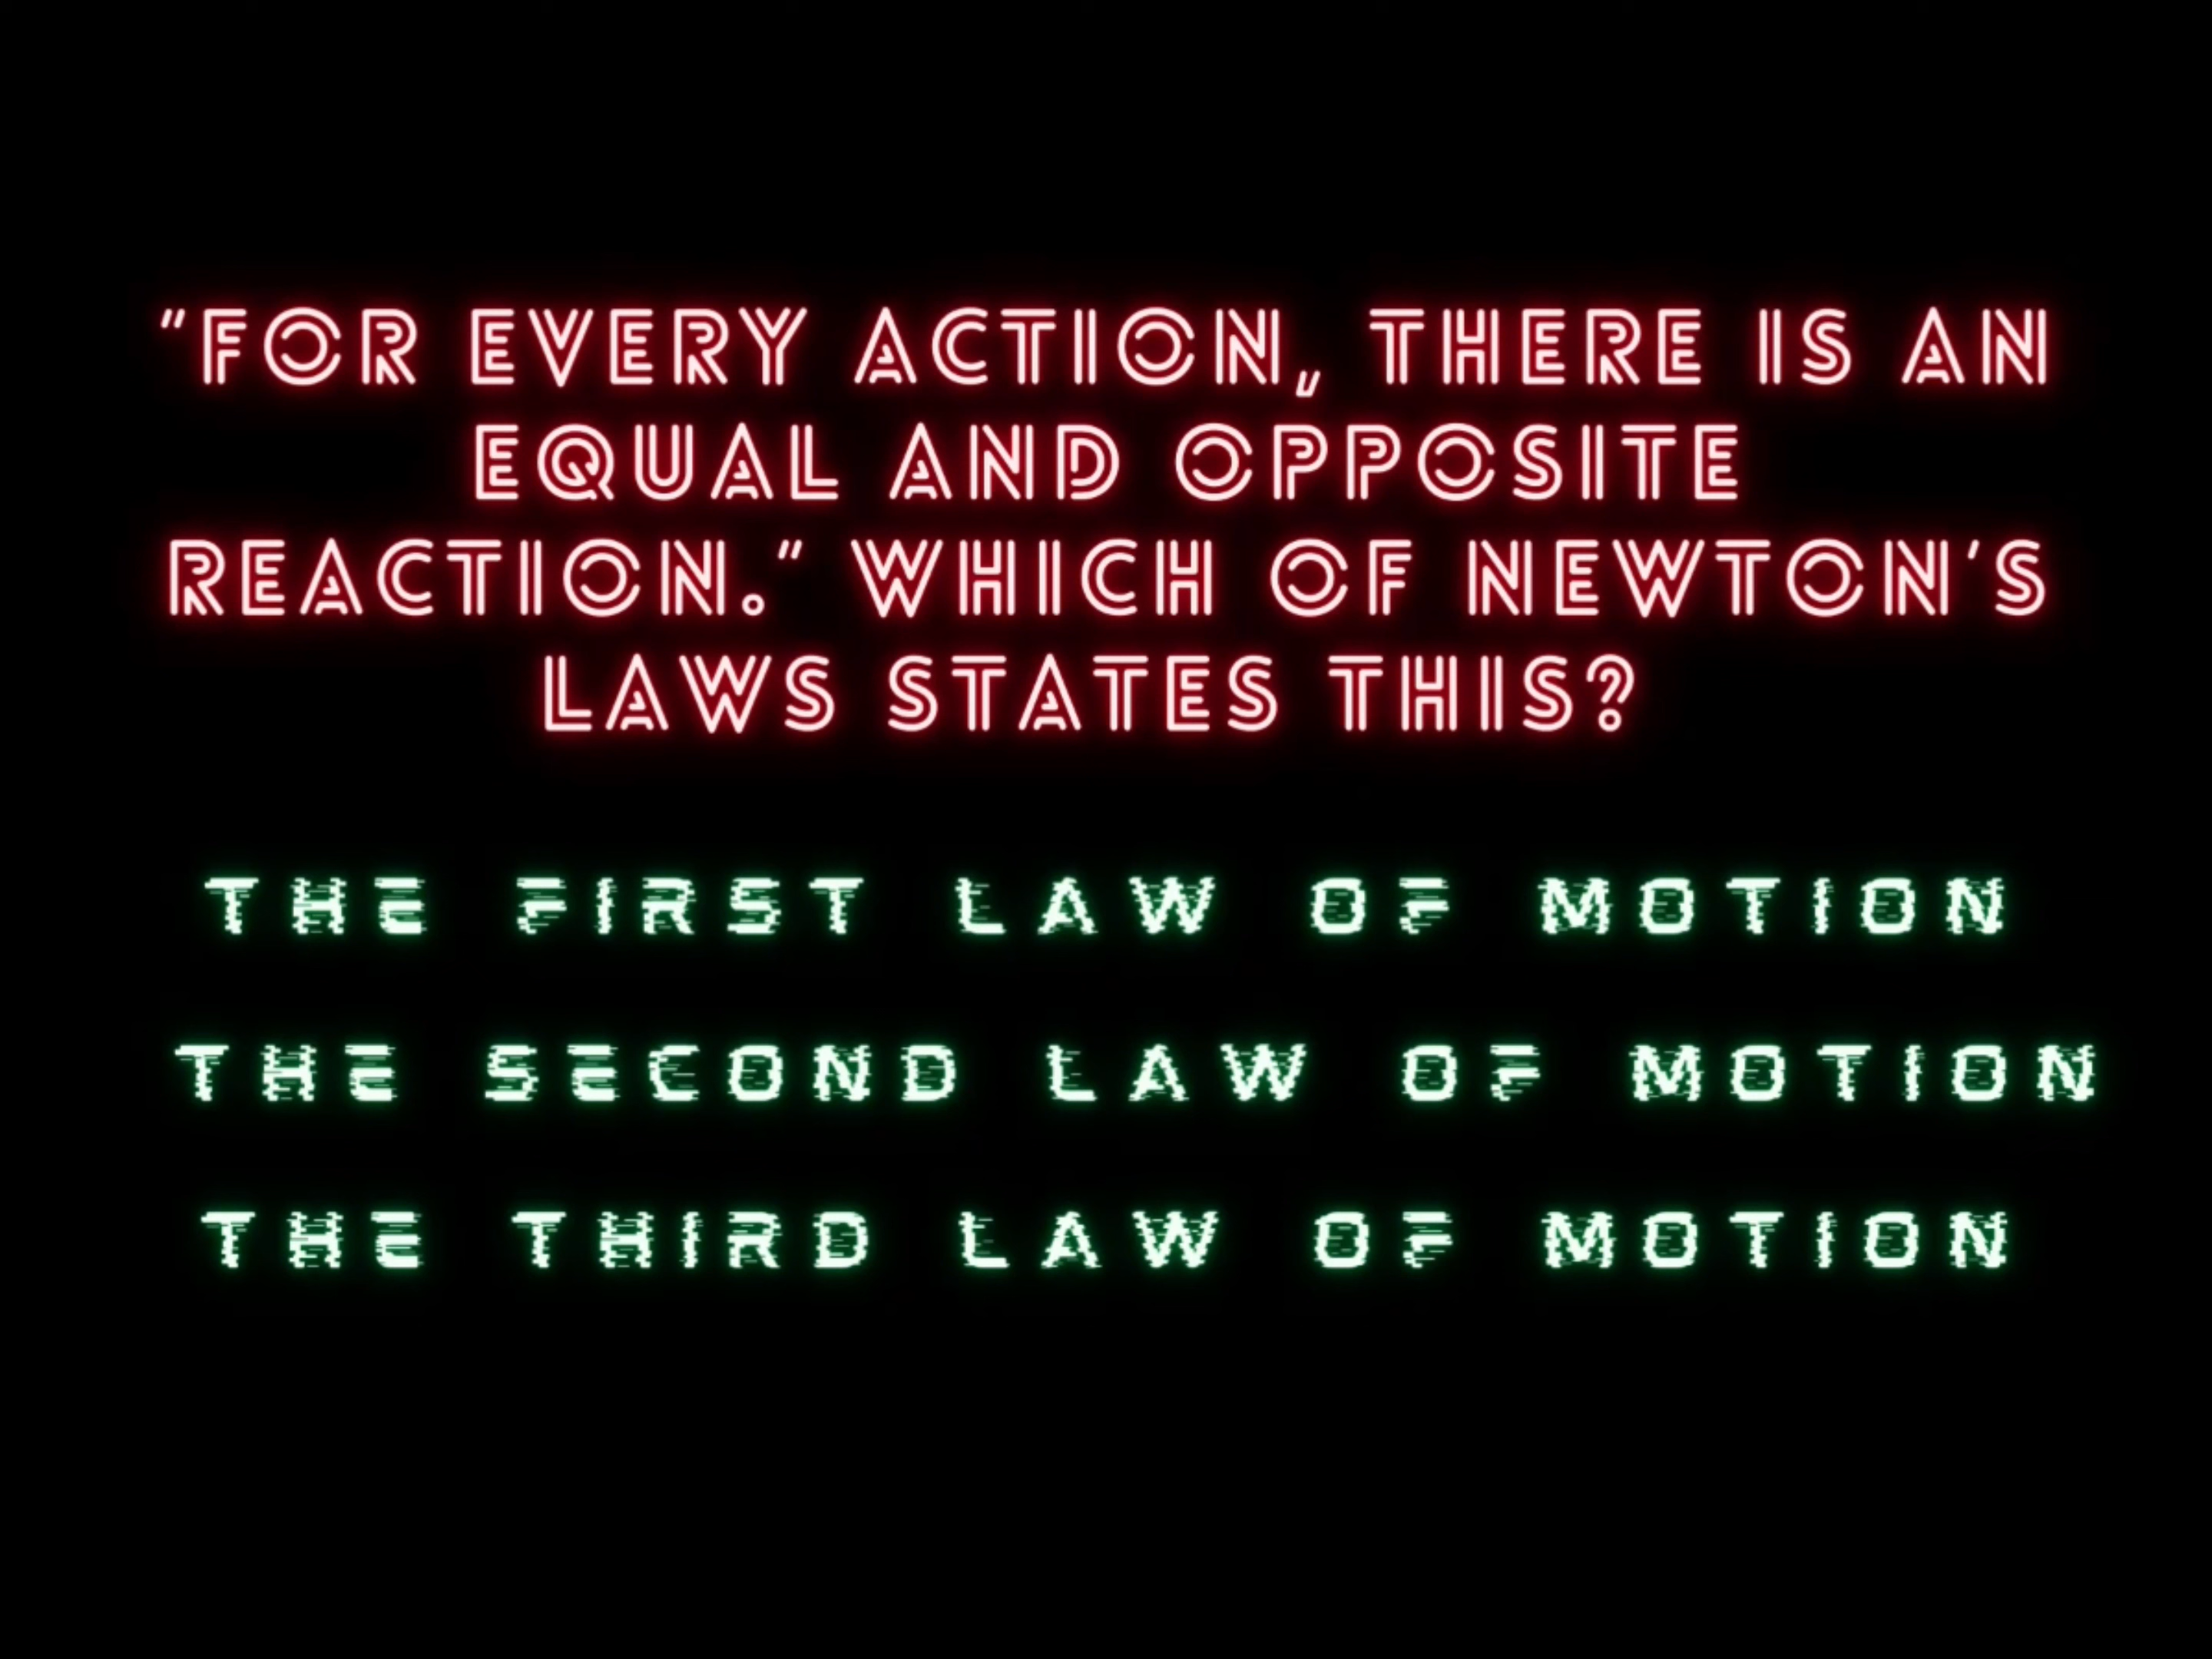 "FOR EVERY ACTION, THERE IS AN
EQUAL AND OPPOSITE
REACTION." WHICH OF NEWTON'S
LAWS STATES THIS?
THE FIRST LAW OF MOTION
THE SECOND LAW OF MOTION
THE THIRD LAW OF MOTION